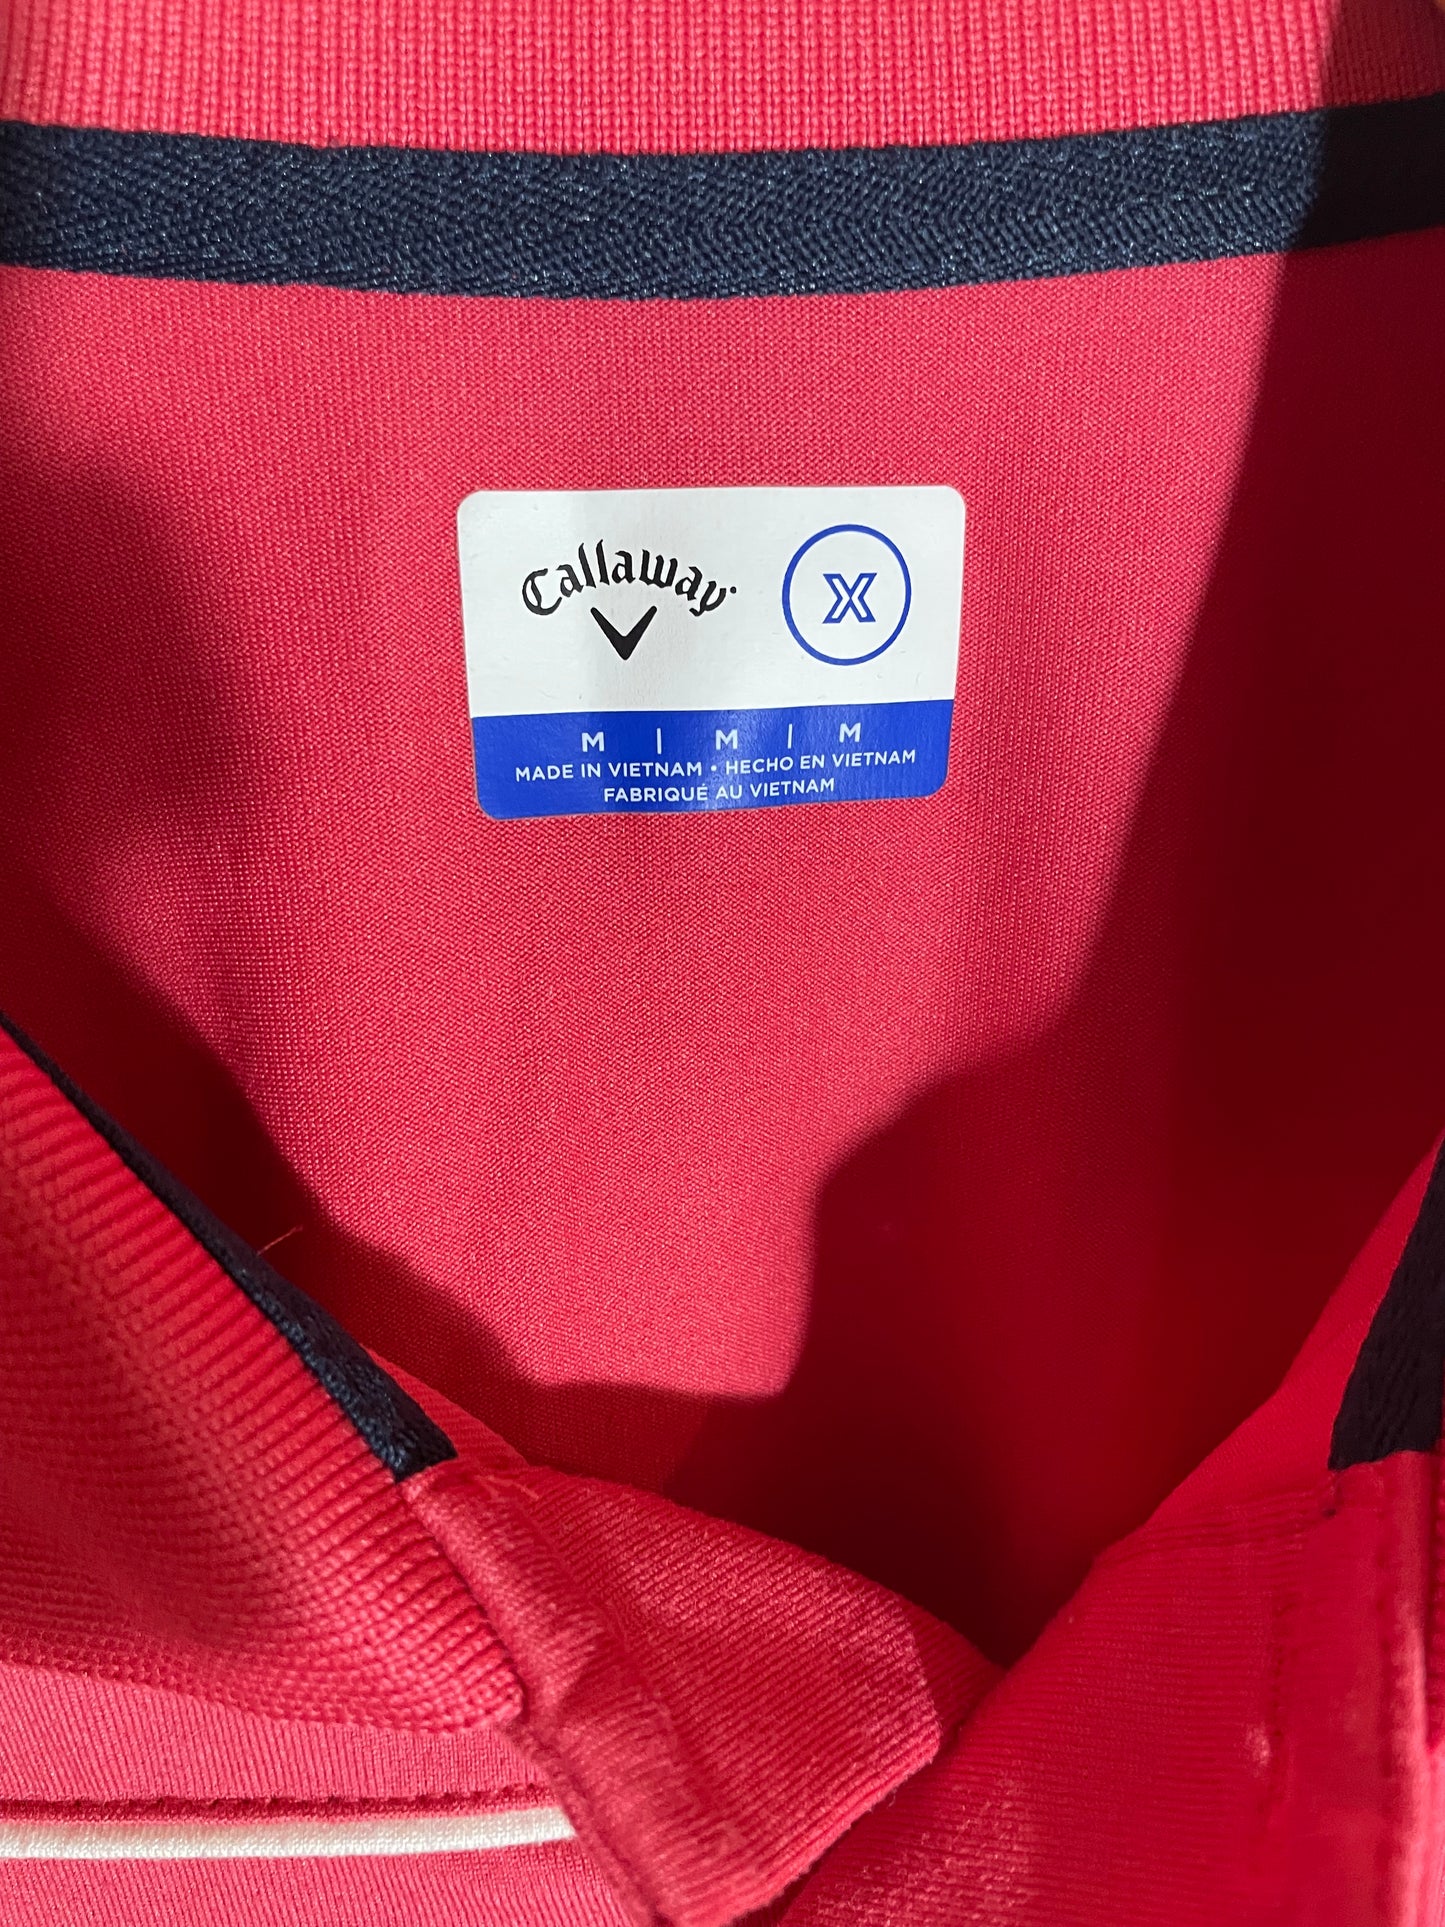 Callaway X
M | M | M
MADE IN VIETNAM • HECHO EN VIETNAM
FABRIQUÉ AU VIETNAM